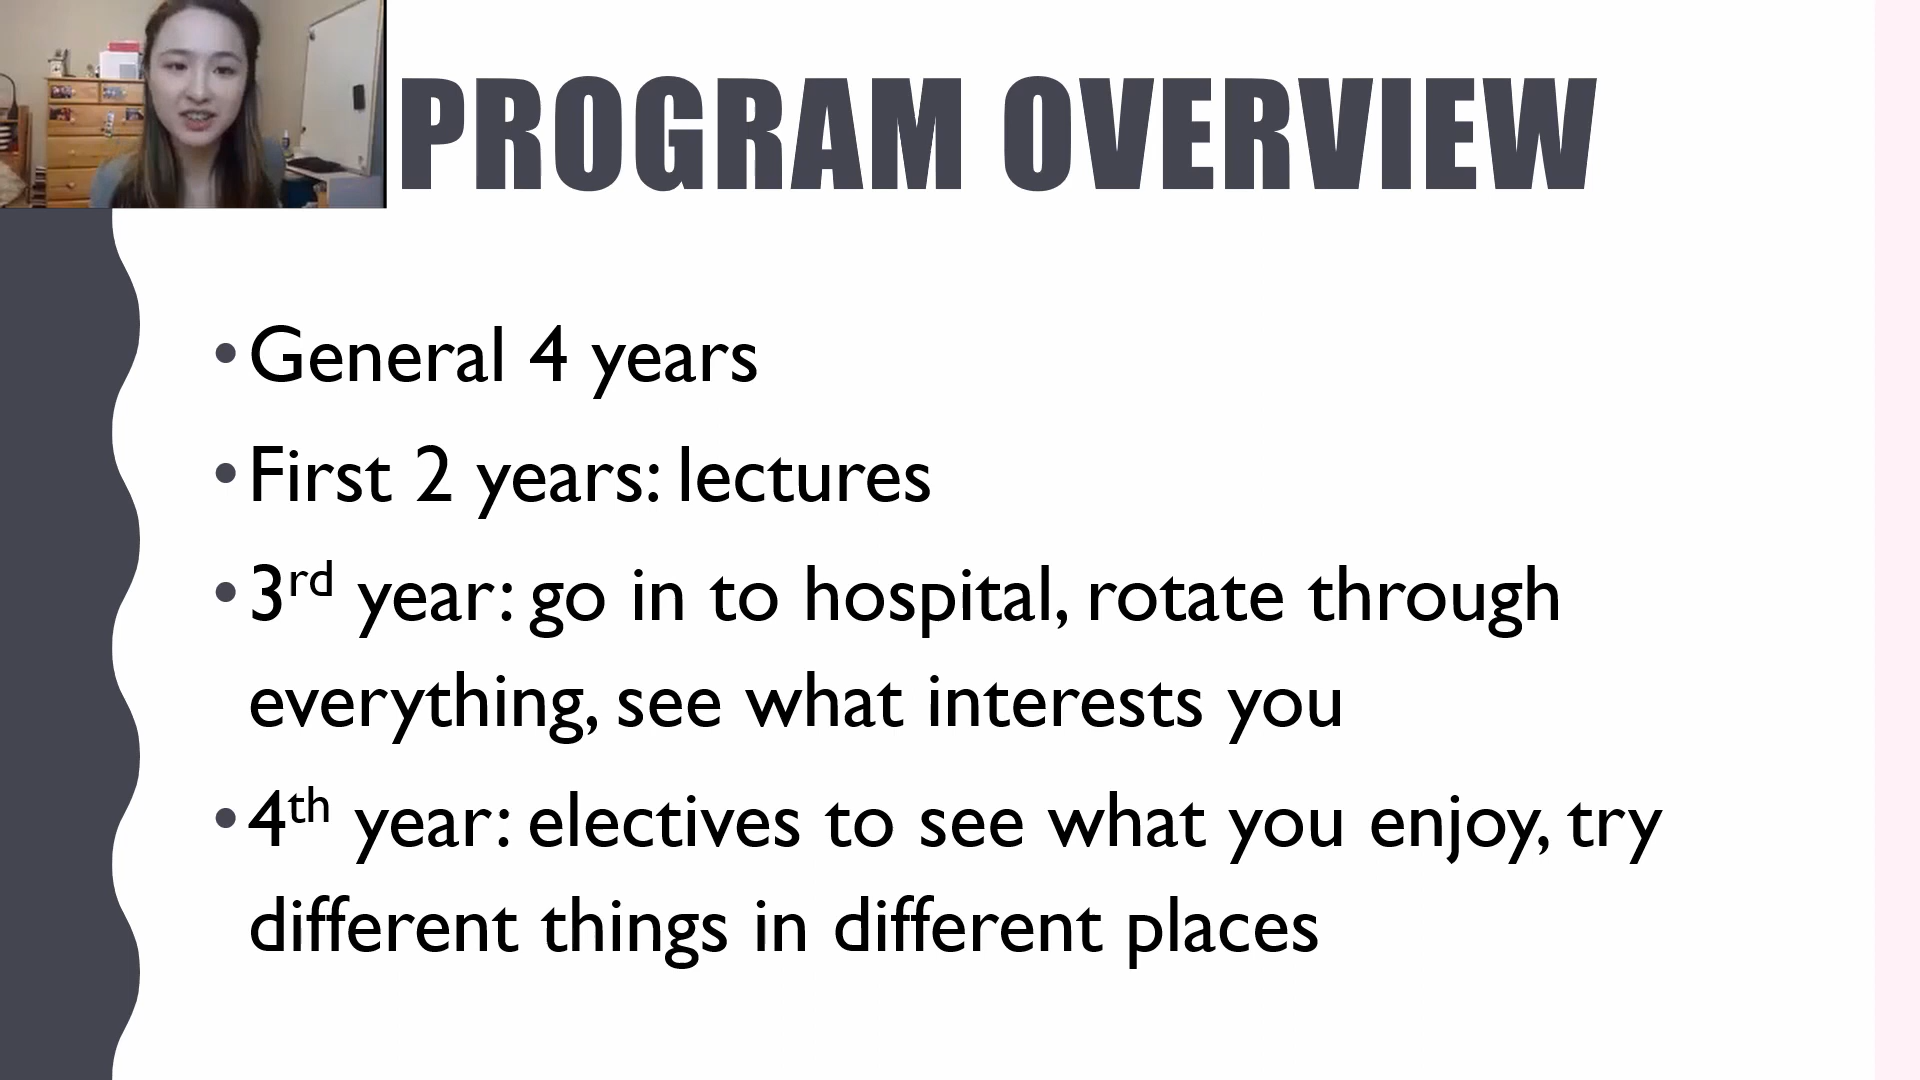 PROGRAM OVERVIEW
• General 4 years
• First 2 years: lectures
• 3rd year: go in to hospital, rotate through
everything, see what interests you
• 4th year: electives to see what you enjoy, try
different things in different places